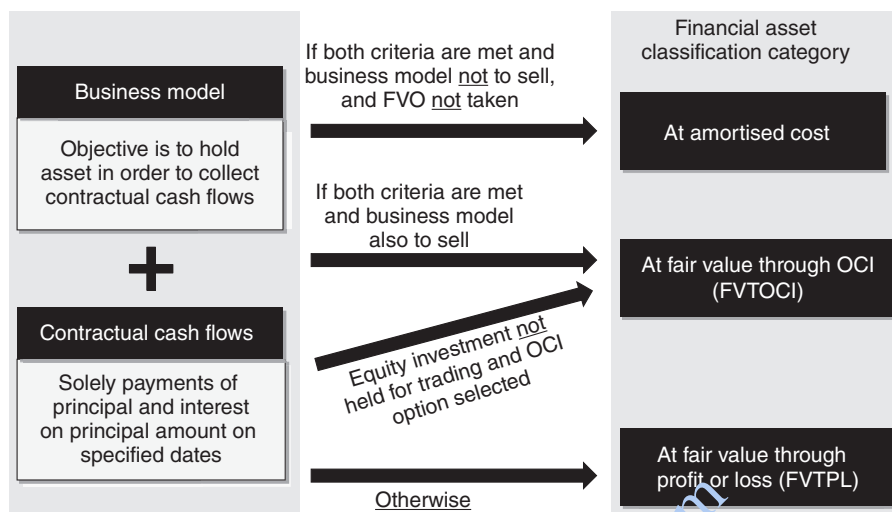 Business model
Objective is to hold
asset in order to collect
contractual cash flows
+
Contractual cash flows
Solely payments of
principal and interest
on principal amount on
specified dates
If both criteria are met and
business model not to sell,
and FVO not taken
If both criteria are met
and business model
also to sell
Equity investment not
held for trading and OCI
option selected
Otherwise
Financial asset
classification category
At amortised cost
At fair value through OCI
(FVTOCI)
At fair value through
profit or loss (FVTPL)
m